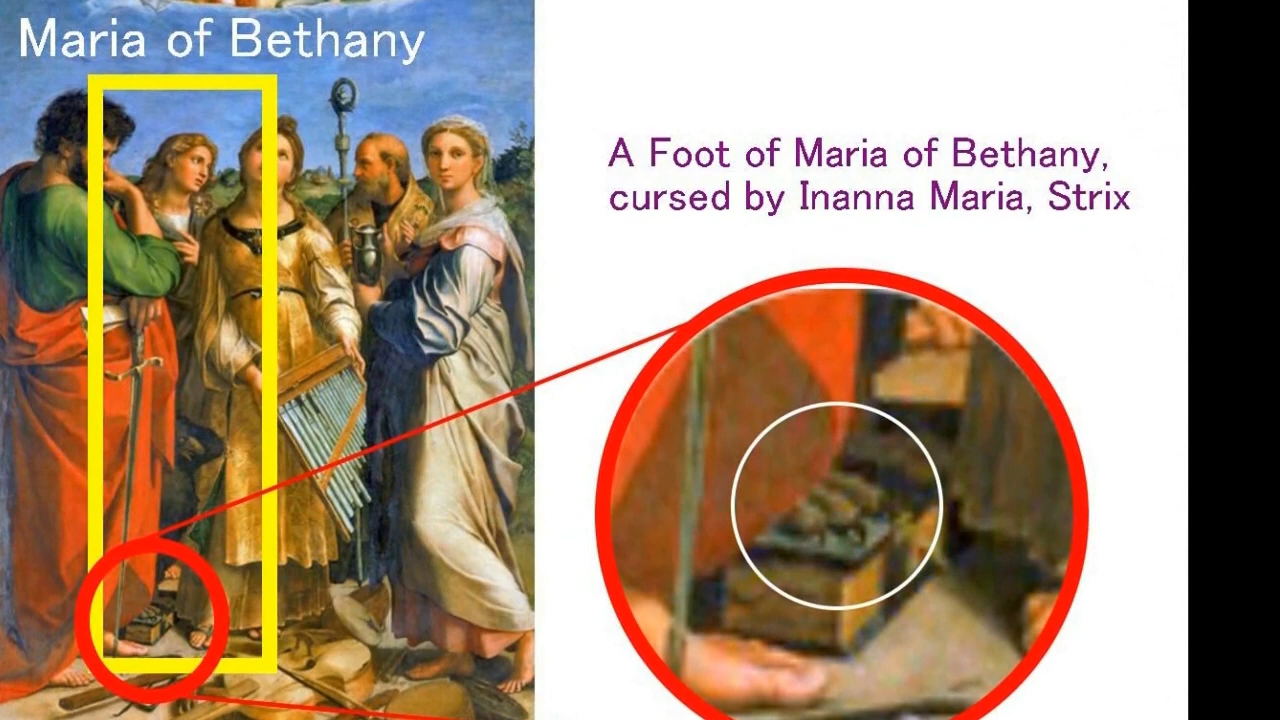 Maria of Bethany
A Foot of Maria of Bethany,
cursed by Inanna Maria, Strix